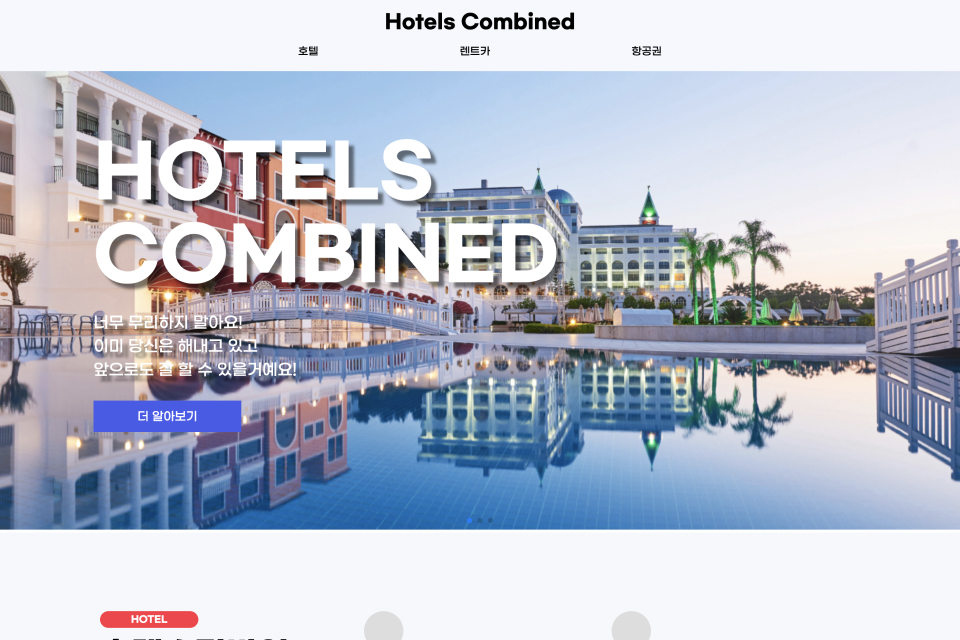 Hotels Combined
호텔 렌트카 항공권
HOTELS
COMBINED
너무 무리하지 말아요!
이미 당신은 해내고 있고
앞으로도 잘 할 수 있을거예요!
더 알아보기
HOTEL